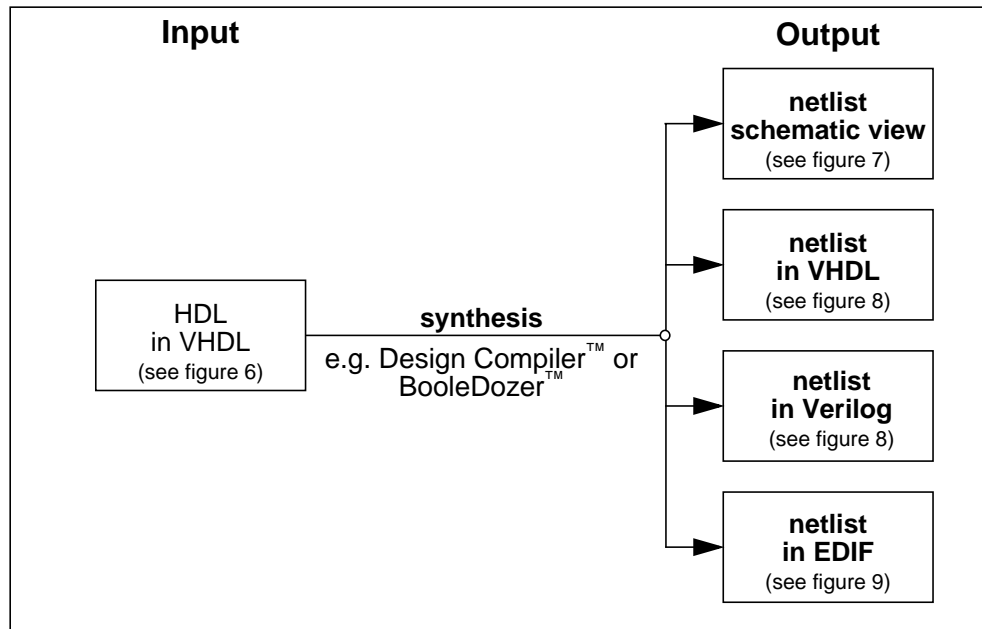 Input
Output
netlist
schematic view
(see figure 7)
netlist
in VHDL
(see figure 8)
HDL
in VHDL
(see figure 6)
synthesis
e.g. Design Compiler™ or
BooleDozer™
netlist
in Verilog
(see figure 8)
netlist
in EDIF
(see figure 9)